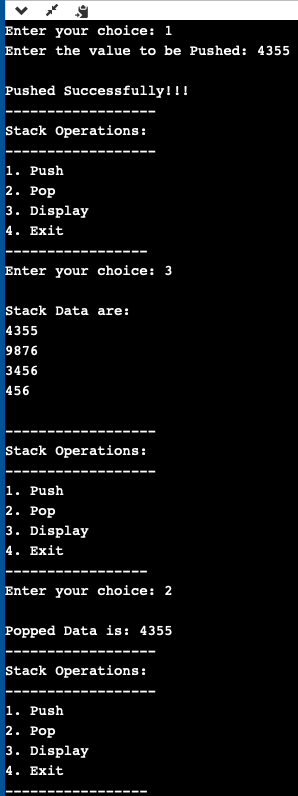 Enter your choice: 1
Enter the value to be Pushed: 4355
Pushed Successfully!!!
------------------
Stack Operations:
------------------
1. Push
2. Pop
3. Display
4. Exit
-----------------
Enter your choice: 3
Stack Data are:
4355
9876
3456
456
------------------
Stack Operations:
------------------
1. Push
2. Pop
3. Display
4. Exit
-----------------
Enter your choice: 2
Popped Data is: 4355
------------------
Stack Operations:
------------------
1. Push
2. Pop
3. Display
4. Exit
-----------------